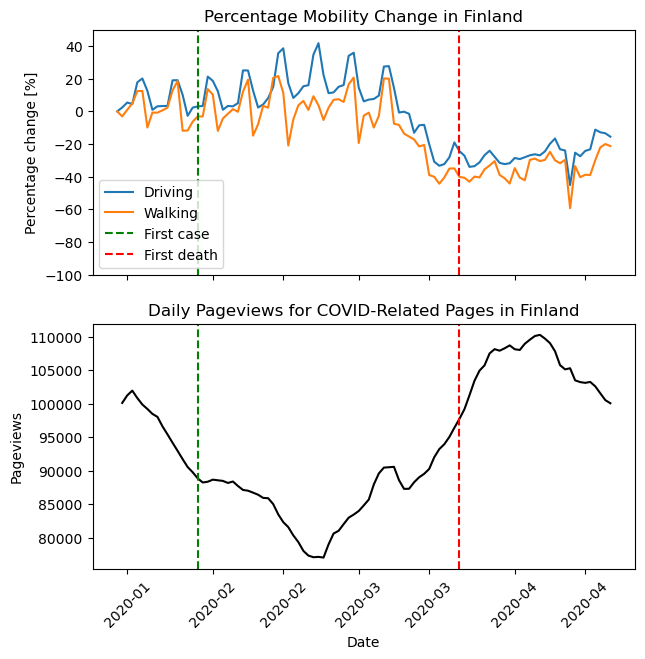 Percentage Mobility Change in Finland
Percentage change [%]
40
20
0
−20
−40
−60
−80
−100
Driving
Walking
First case
First death
Daily Pageviews for COVID-Related Pages in Finland
Pageviews
110000
105000
100000
95000
90000
85000
80000
2020-01
2020-02
2020-02
2020-03
2020-03
2020-04
2020-04
Date